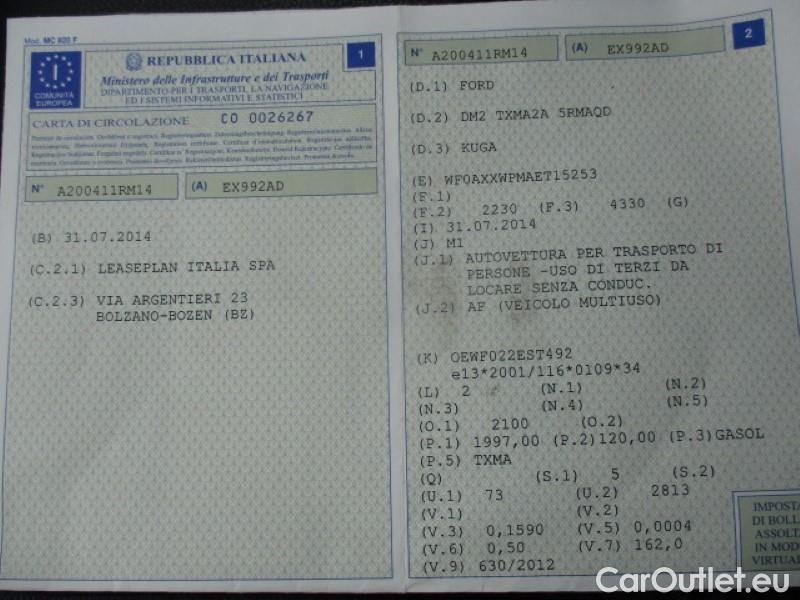 Mod. MC 820 F
I
COMUNITÀ
EUROPEA
REPUBBLICA ITALIANA
1
Ministero delle Infrastrutture e dei Trasporti
DIPARTIMENTO PER I TRASPORTI, LA NAVIGAZIONE
ED I SISTEMI INFORMATIVI E STATISTICI
CARTA DI CIRCOLAZIONE CO 0026267
N° A200411RM14 (A) EX992AD
(B) 31.07.2014
(C.2.1) LEASEPLAN ITALIA SPA
(C.2.3) VIA ARGENTIERI 23
BOLZANO-BOZEN (BZ)
N° A200411RM14 (A) EX992AD
2
(D.1) FORD
(D.2) DM2 TXMA2A 5RMAQD
(D.3) KUGA
(E) WF0AXXWPMAET15253
(F.1)
(F.2) 2230 (F.3) 4330 (G)
(I) 31.07.2014
(J) M1
(J.1) AUTOVETTURA PER TRASPORTO DI
PERSONE -USO DI TERZI DA
LOCARE SENZA CONDUC.
(J.2) AF (VEICOLO MULTIUSO)
(K) OEWF022EST492
e13*2001/116*0109*34
(L) 2 (N.1) (N.2)
(N.3) (N.4) (N.5)
(O.1) 2100 (O.2)
(P.1) 1997,00 (P.2)120,00 (P.3)GASOL
(P.5) TXMA
(Q) (S.1) 5 (S.2)
(U.1) 73 (U.2) 2813
(V.1) (V.2)
(V.3) 0,1590 (V.5) 0,0004
(V.6) 0,50 (V.7) 162,0
(V.9) 630/2012
IMPOSTA
DI BOLL
ASSOLT
IN MOD
VIRTUAL
CarOutlet.eu